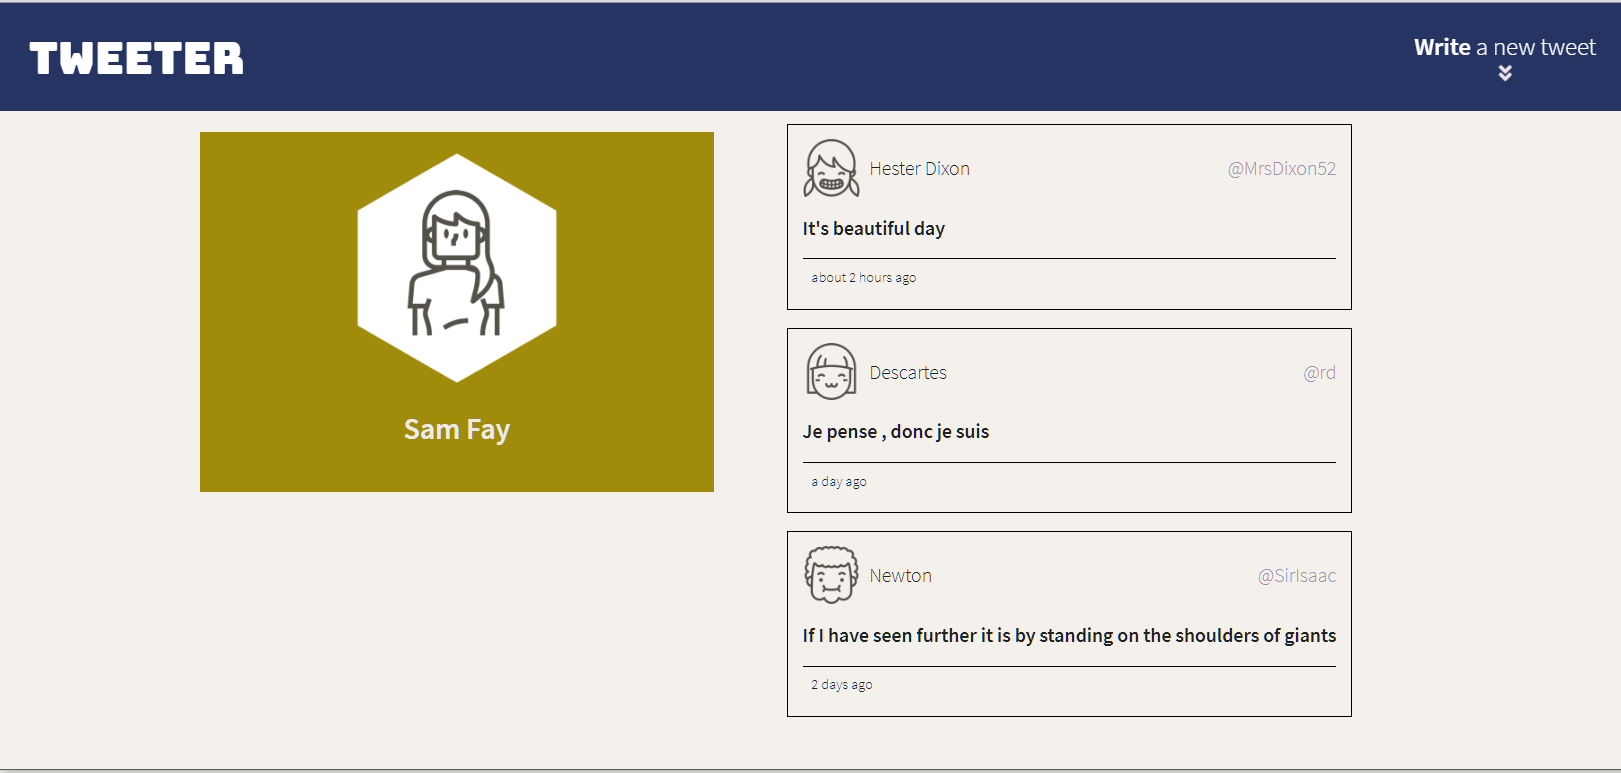 TWEETER
Write a new tweet
Sam Fay
Hester Dixon @MrsDixon52
It's beautiful day
about 2 hours ago
Descartes @rd
Je pense , donc je suis
a day ago
Newton @SirIsaac
If I have seen further it is by standing on the shoulders of giants
2 days ago